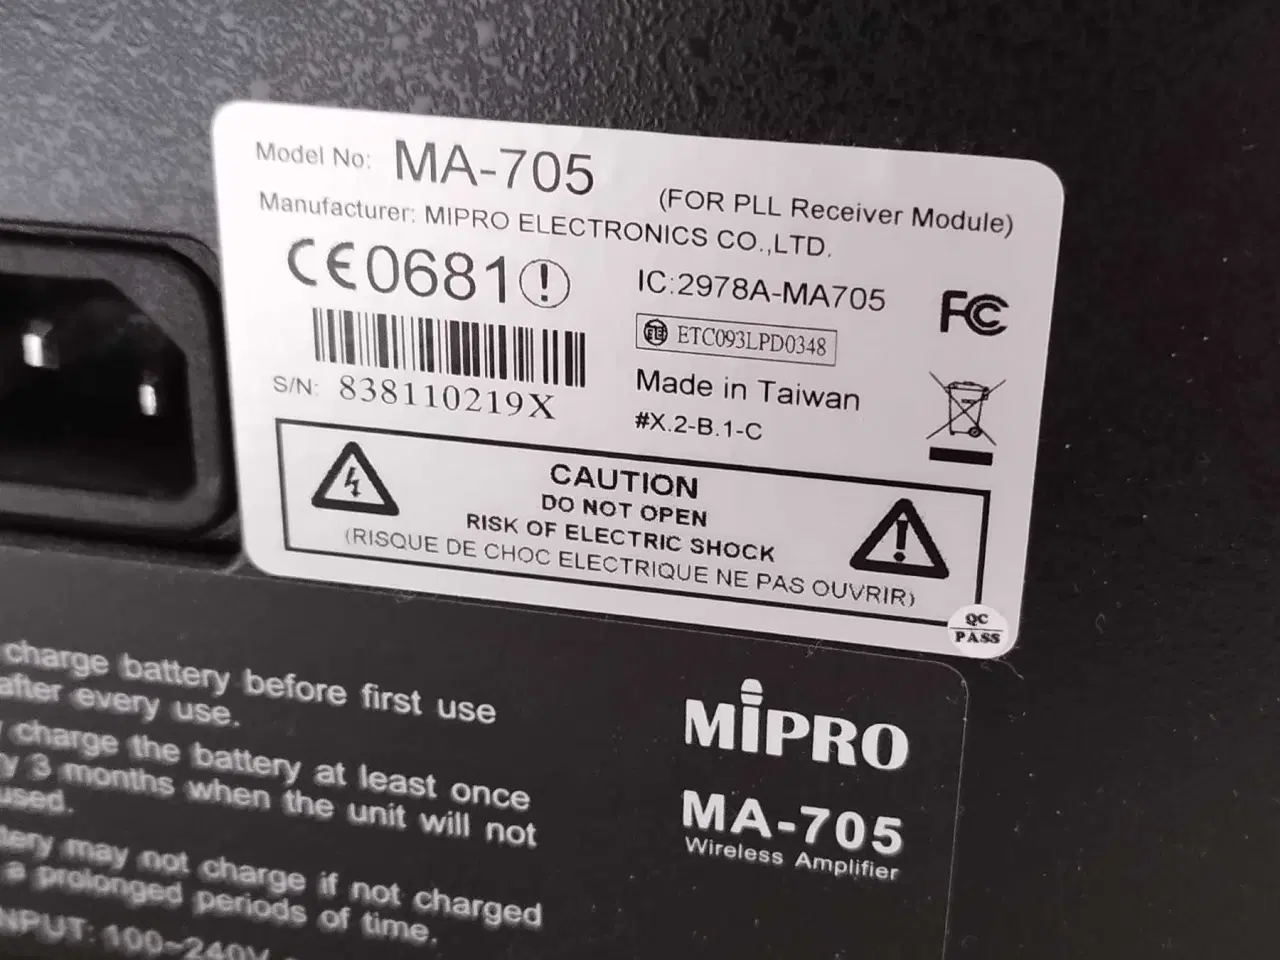 Model No: MA-705
(FOR PLL Receiver Module)
Manufacturer: MIPRO ELECTRONICS CO.,LTD.
CE0681
IC:2978A-MA705
FC
ETC093LPD0348
S/N: 838110219X
Made in Taiwan
#X.2-B.1-C
CAUTION
DO NOT OPEN
RISK OF ELECTRIC SHOCK
(RISQUE DE CHOC ELECTRIQUE NE PAS OUVRIR)
QC
PASS
charge battery before first use
after every use.
charge the battery at least once
3 months when the unit will not
used.
may not charge if not charged
a prolonged periods of time.
100~240V
MIPRO
MA-705
Wireless Amplifier